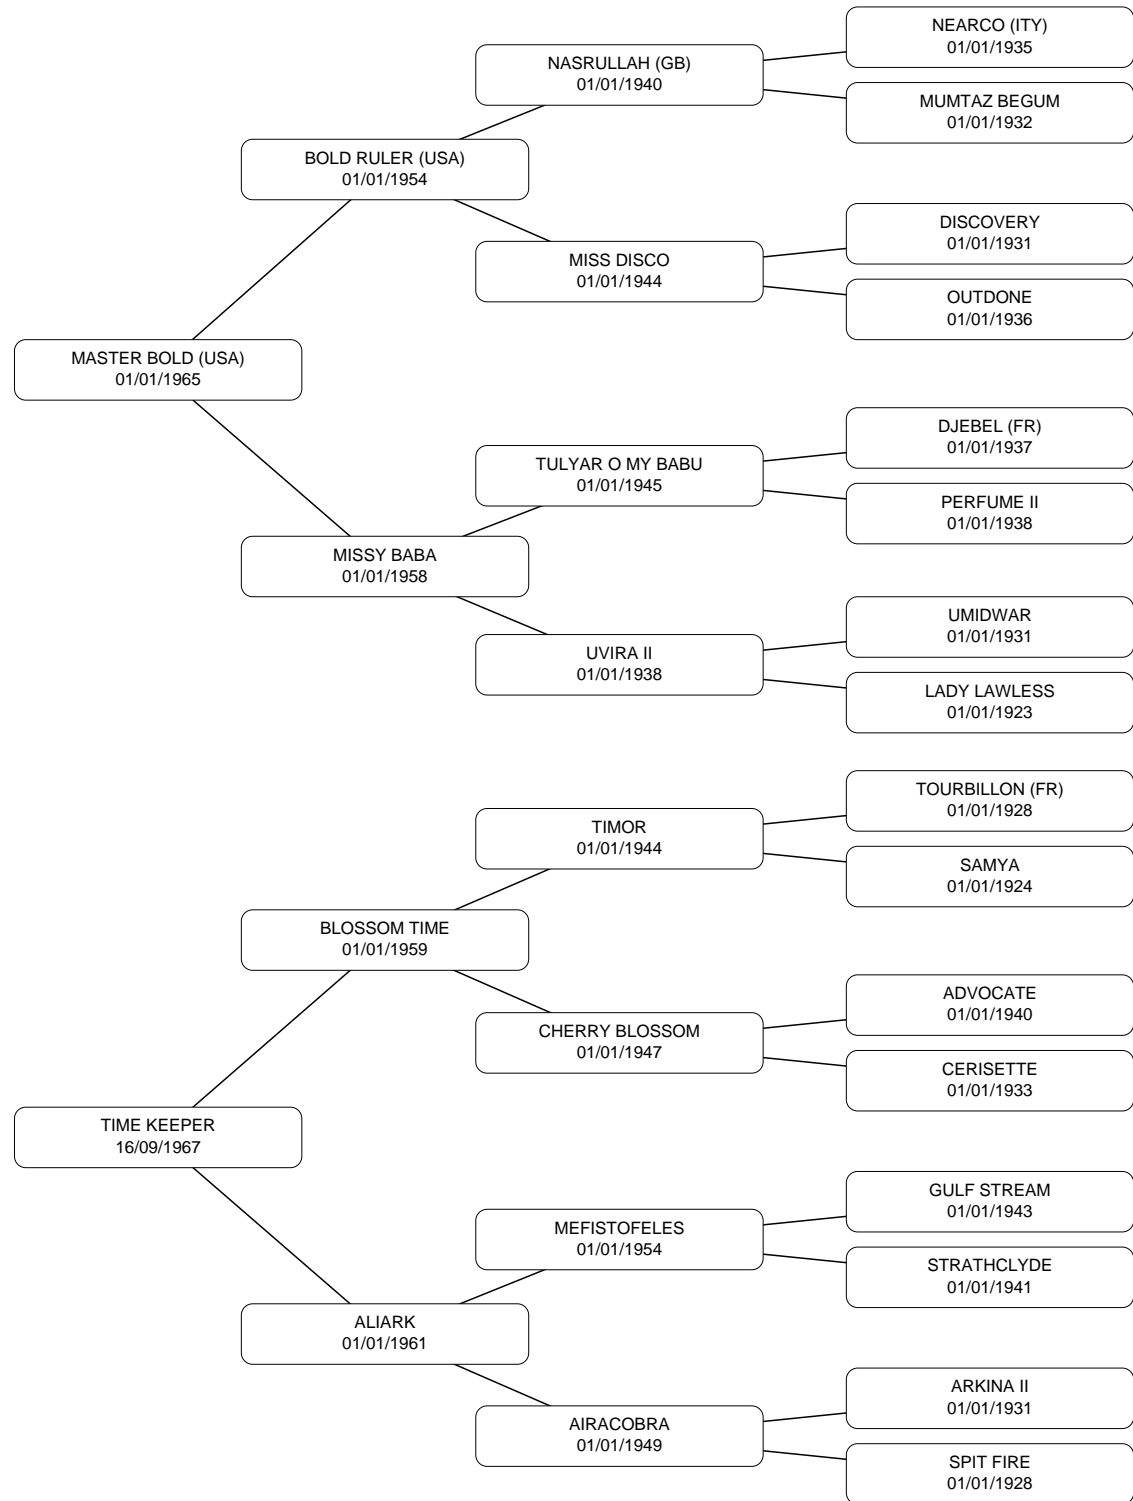 NEARCO (ITY)
01/01/1935
NASRULLAH (GB)
01/01/1940
MUMTAZ BEGUM
01/01/1932
BOLD RULER (USA)
01/01/1954
DISCOVERY
01/01/1931
MISS DISCO
01/01/1944
OUTDONE
01/01/1936
MASTER BOLD (USA)
01/01/1965
DJEBEL (FR)
01/01/1937
TULYAR O MY BABU
01/01/1945
PERFUME II
01/01/1938
MISSY BABA
01/01/1958
UMIDWAR
01/01/1931
UVIRA II
01/01/1938
LADY LAWLESS
01/01/1923
TOURBILLON (FR)
01/01/1928
TIMOR
01/01/1944
SAMYA
01/01/1924
BLOSSOM TIME
01/01/1959
ADVOCATE
01/01/1940
CHERRY BLOSSOM
01/01/1947
CERISETTE
01/01/1933
TIME KEEPER
16/09/1967
GULF STREAM
01/01/1943
MEFISTOFELES
01/01/1954
STRATHCLYDE
01/01/1941
ALIARK
01/01/1961
ARKINA II
01/01/1931
AIRACOBRA
01/01/1949
SPIT FIRE
01/01/1928